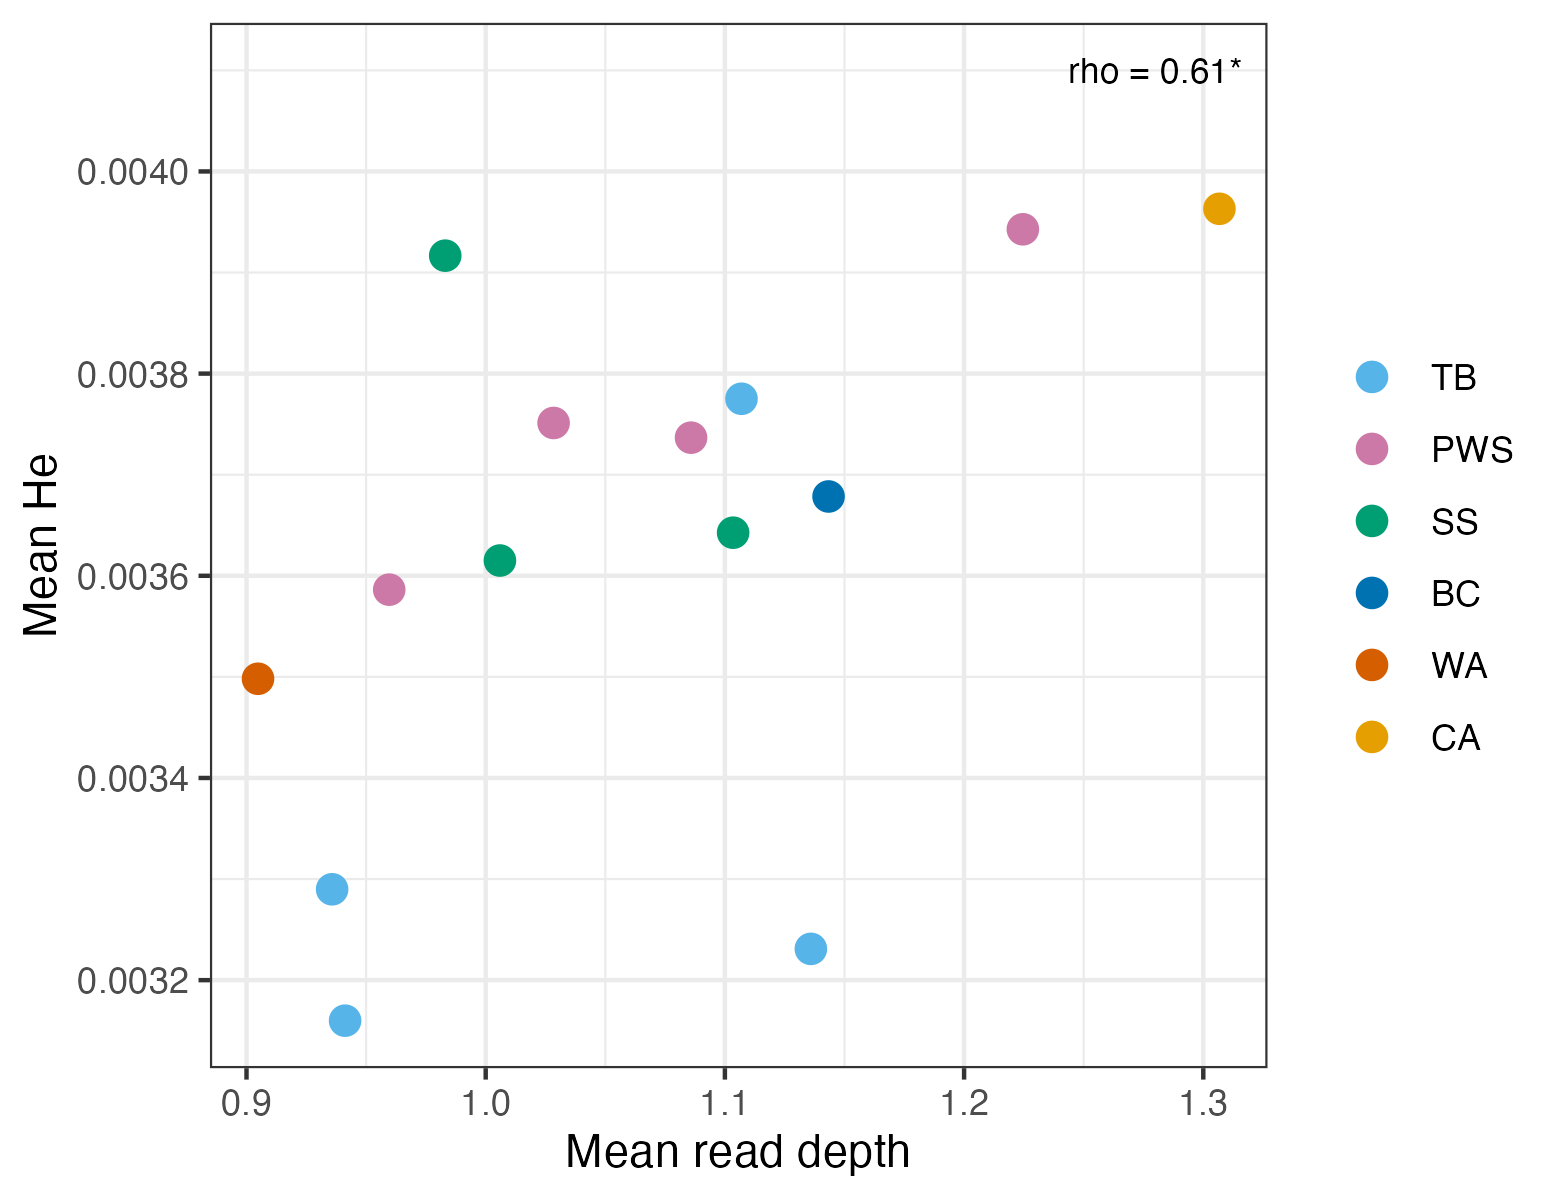 rho = 0.61*
0.0040
0.0038
0.0036
0.0034
0.0032
Mean He
0.9 1.0 1.1 1.2 1.3
Mean read depth
TB
PWS
SS
BC
WA
CA